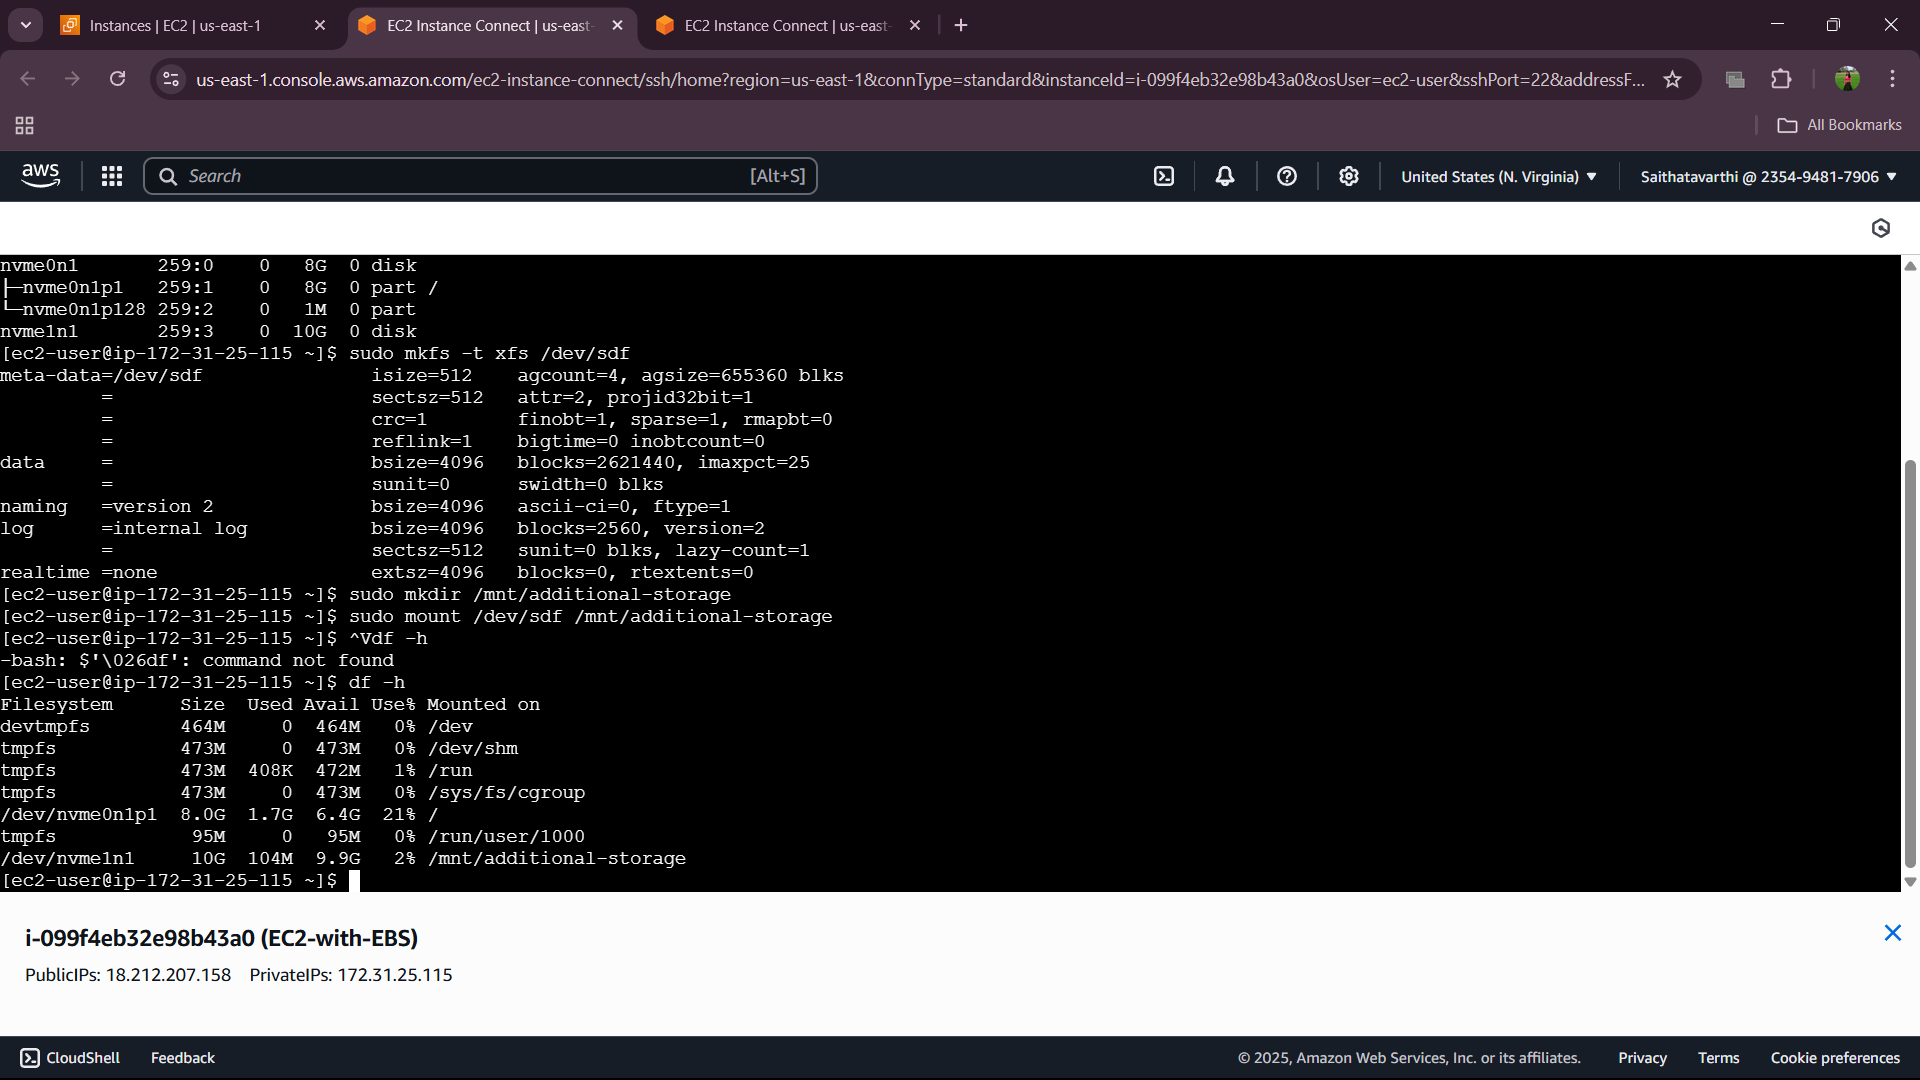 Instances | EC2 | us-east-1
EC2 Instance Connect | us-east-
EC2 Instance Connect | us-east-
us-east-1.console.aws.amazon.com/ec2-instance-connect/ssh/home?region=us-east-1&connType=standard&instanceId=i-099f4eb32e98b43a0&osUser=ec2-user&sshPort=22&addressF...
All Bookmarks
aws
Search
[Alt+S]
United States (N. Virginia) ▼
Saithatavarthi @ 2354-9481-7906 ▼
nvme0n1       259:0    0   8G  0 disk
├─nvme0n1p1   259:1    0   8G  0 part /
└─nvme0n1p128 259:2    0   1M  0 part
nvme1n1       259:3    0  10G  0 disk
[ec2-user@ip-172-31-25-115 ~]$ sudo mkfs -t xfs /dev/sdf
meta-data=/dev/sdf               isize=512    agcount=4, agsize=655360 blks
         =                       sectsz=512   attr=2, projid32bit=1
         =                       crc=1        finobt=1, sparse=1, rmapbt=0
         =                       reflink=1    bigtime=0 inobtcount=0
data     =                       bsize=4096   blocks=2621440, imaxpct=25
         =                       sunit=0      swidth=0 blks
naming   =version 2              bsize=4096   ascii-ci=0, ftype=1
log      =internal log           bsize=4096   blocks=2560, version=2
         =                       sectsz=512   sunit=0 blks, lazy-count=1
realtime =none                   extsz=4096   blocks=0, rtextents=0
[ec2-user@ip-172-31-25-115 ~]$ sudo mkdir /mnt/additional-storage
[ec2-user@ip-172-31-25-115 ~]$ sudo mount /dev/sdf /mnt/additional-storage
[ec2-user@ip-172-31-25-115 ~]$ ^Vdf -h
-bash: $'\026df': command not found
[ec2-user@ip-172-31-25-115 ~]$ df -h
Filesystem      Size  Used Avail Use% Mounted on
devtmpfs        464M     0  464M   0% /dev
tmpfs           473M     0  473M   0% /dev/shm
tmpfs           473M  408K  472M   1% /run
tmpfs           473M     0  473M   0% /sys/fs/cgroup
/dev/nvme0n1p1  8.0G  1.7G  6.4G  21% /
tmpfs            95M     0   95M   0% /run/user/1000
/dev/nvme1n1     10G  104M  9.9G   2% /mnt/additional-storage
[ec2-user@ip-172-31-25-115 ~]$
i-099f4eb32e98b43a0 (EC2-with-EBS)
PublicIPs: 18.212.207.158    PrivateIPs: 172.31.25.115
CloudShell
Feedback
© 2025, Amazon Web Services, Inc. or its affiliates.
Privacy
Terms
Cookie preferences